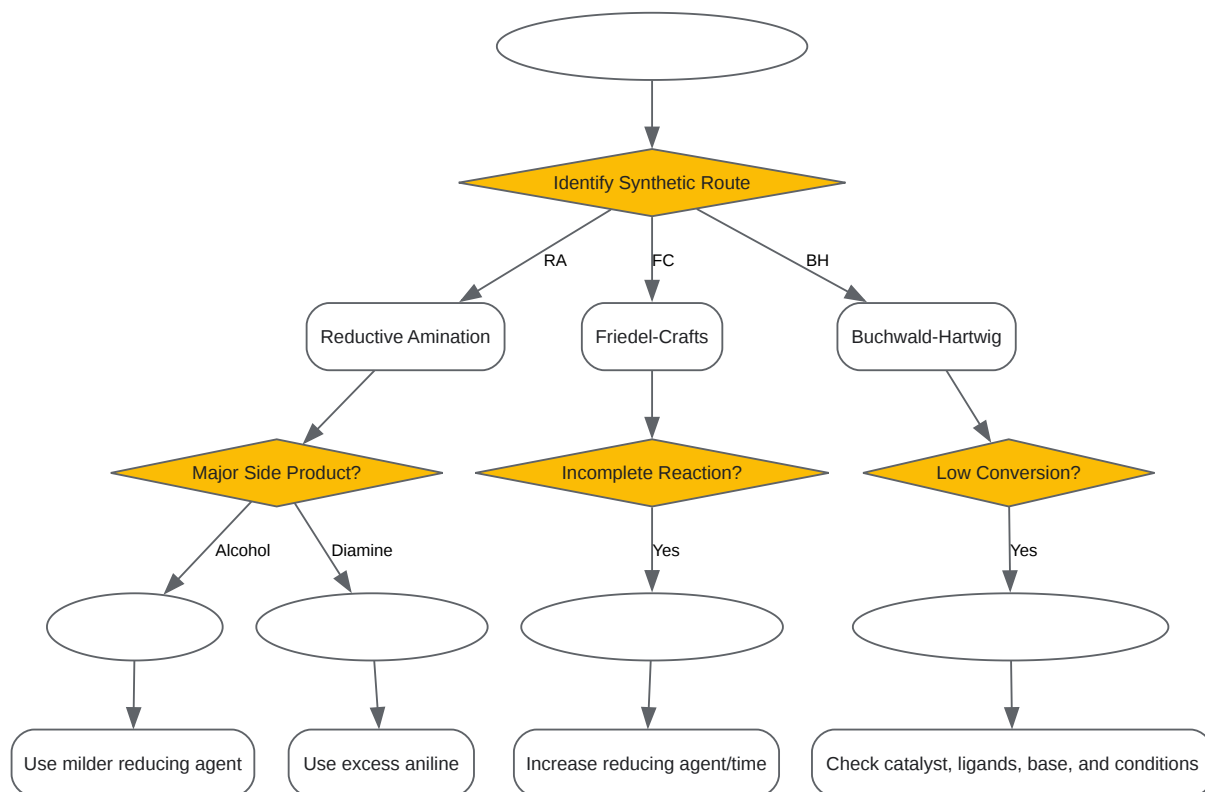 Identify Synthetic Route
RA
FC
BH
Reductive Amination
Friedel-Crafts
Buchwald-Hartwig
Major Side Product?
Incomplete Reaction?
Low Conversion?
Alcohol
Diamine
Yes
Yes
Use milder reducing agent
Use excess aniline
Increase reducing agent/time
Check catalyst, ligands, base, and conditions